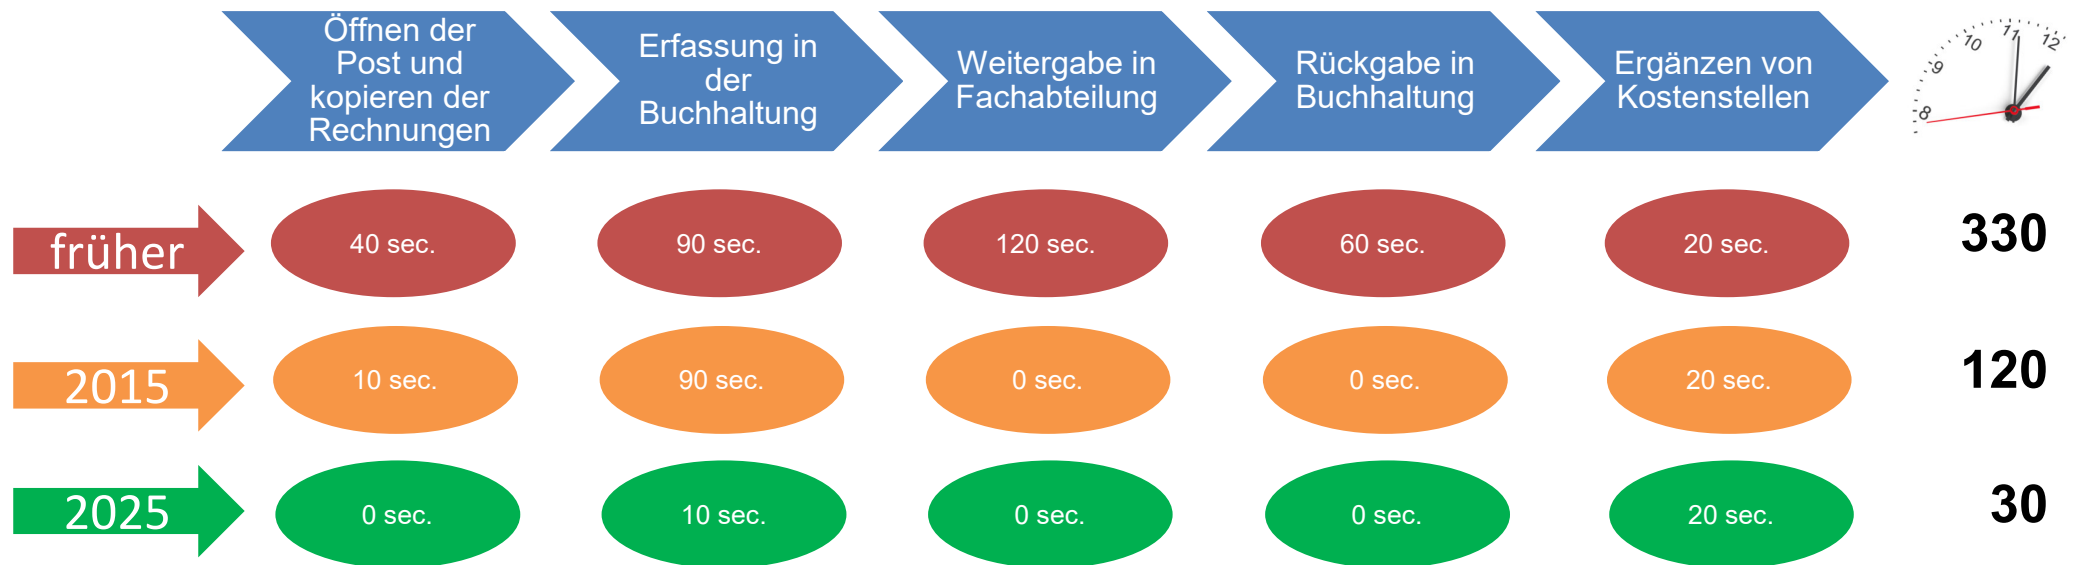 Öffnen der
Post und
kopieren der
Rechnungen
Erfassung in
der
Buchhaltung
Weitergabe in
Fachabteilung
Rückgabe in
Buchhaltung
Ergänzen von
Kostenstellen
8
9
10
11
12
früher
40 sec.
90 sec.
120 sec.
60 sec.
20 sec.
330
2015
10 sec.
90 sec.
0 sec.
0 sec.
20 sec.
120
2025
0 sec.
10 sec.
0 sec.
0 sec.
20 sec.
30